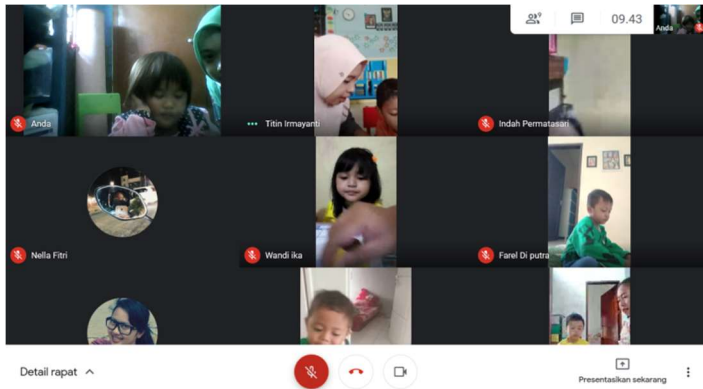 9
09.43
Anda
Anda
Titin Irmayanti
Indah Permatasari
Nella Fitri
Wandi ika
Farel Di putra
Detail rapat
Presentasikan sekarang